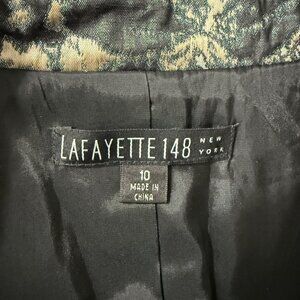 LAFAYETTE 148 NEW YORK
10
MADE IN
CHINA